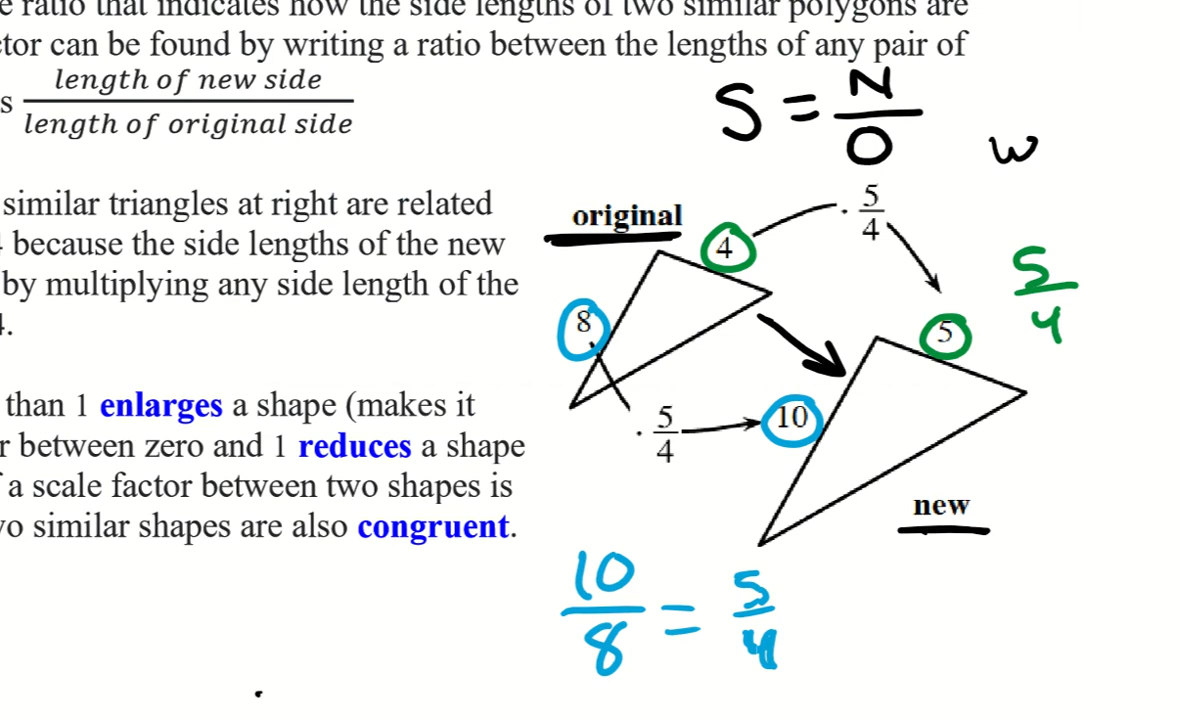 ratio that indicates how the side lengths of two similar polygons are
tor can be found by writing a ratio between the lengths of any pair of
s length of new side
length of original side
S = N
O
w
similar triangles at right are related
because the side lengths of the new
by multiplying any side length of the
than 1 enlarges a shape (makes it
r between zero and 1 reduces a shape
a scale factor between two shapes is
vo similar shapes are also congruent.
original
4
· 5/4
5/4
8
5
· 5/4
10
new
10/8 = 5/4